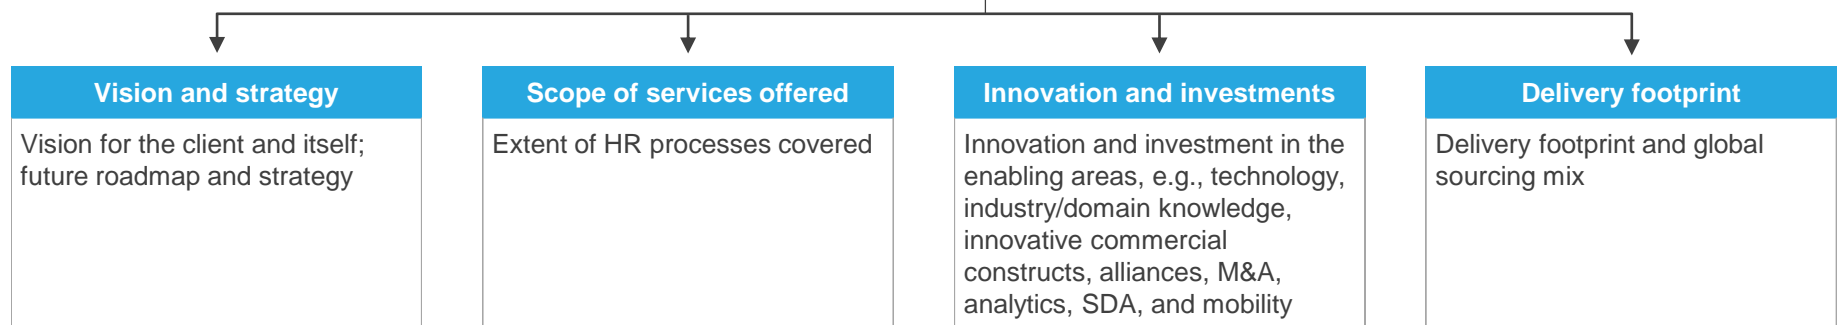 Vision and strategy
Vision for the client and itself;
future roadmap and strategy
Scope of services offered
Extent of HR processes covered
Innovation and investments
Innovation and investment in the
enabling areas, e.g., technology,
industry/domain knowledge,
innovative commercial
constructs, alliances, M&A,
analytics, SDA, and mobility
Delivery footprint
Delivery footprint and global
sourcing mix